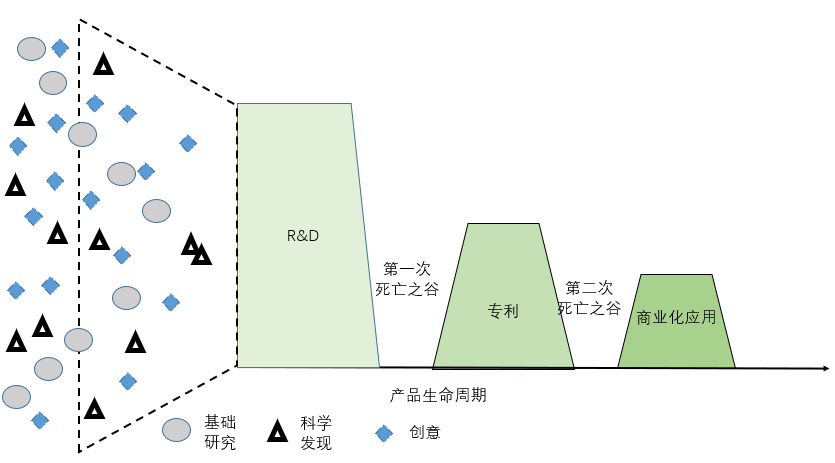 R&D
第一次
死亡之谷
专利
第二次
死亡之谷
商业化应用
产品生命周期
基础
研究
科学
发现
创意